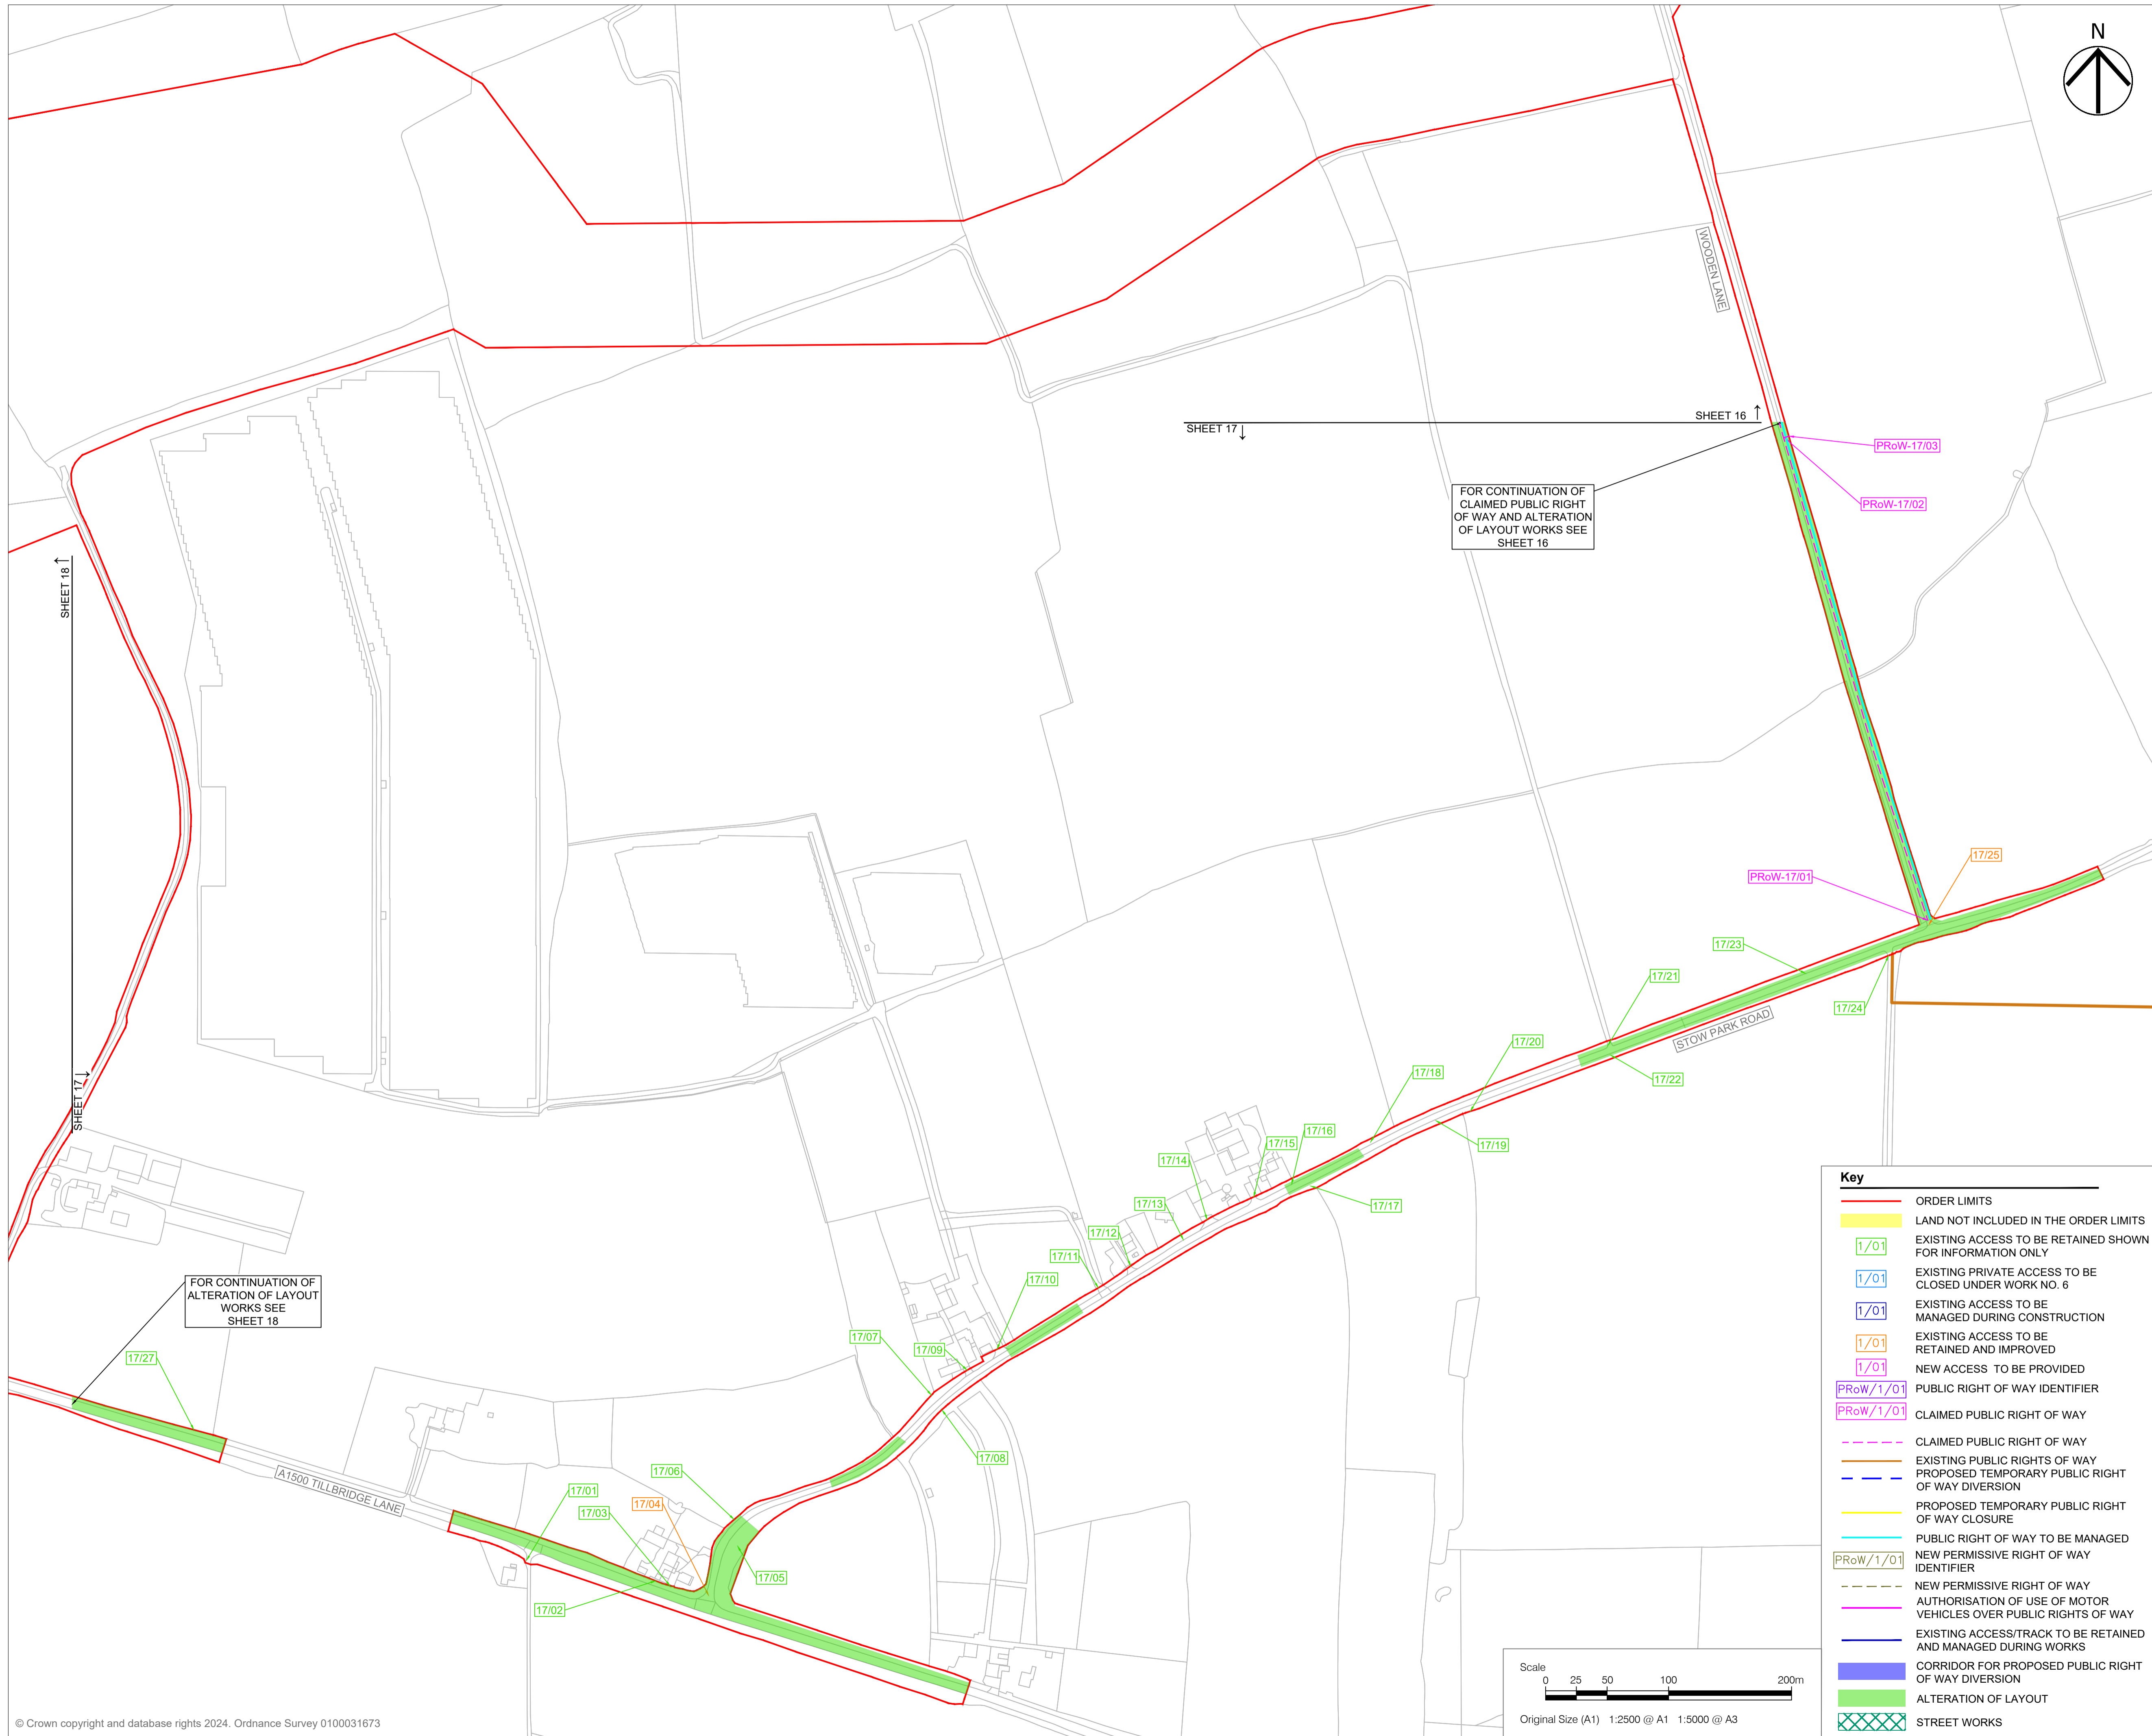 N
WOODEN LANE
SHEET 16 ↑
SHEET 17 ↓
PRoW-17/03
PRoW-17/02
FOR CONTINUATION OF
CLAIMED PUBLIC RIGHT
OF WAY AND ALTERATION
OF LAYOUT WORKS SEE
SHEET 16
SHEET 18 ↑
SHEET 17 ↓
17/25
PRoW-17/01
17/23
17/21
17/24
STOW PARK ROAD
17/20
17/22
17/18
17/19
17/16
17/15
17/14
17/13
17/17
17/12
17/11
17/10
FOR CONTINUATION OF
ALTERATION OF LAYOUT
WORKS SEE
SHEET 18
17/27
17/07
17/09
17/08
A1500 TILLBRIDGE LANE
17/06
17/01
17/04
17/03
17/05
17/02
Key
ORDER LIMITS
LAND NOT INCLUDED IN THE ORDER LIMITS
1/01 EXISTING ACCESS TO BE RETAINED SHOWN
FOR INFORMATION ONLY
1/01 EXISTING PRIVATE ACCESS TO BE
CLOSED UNDER WORK NO. 6
1/01 EXISTING ACCESS TO BE
MANAGED DURING CONSTRUCTION
1/01 EXISTING ACCESS TO BE
RETAINED AND IMPROVED
1/01 NEW ACCESS TO BE PROVIDED
PRoW/1/01 PUBLIC RIGHT OF WAY IDENTIFIER
PRoW/1/01 CLAIMED PUBLIC RIGHT OF WAY
CLAIMED PUBLIC RIGHT OF WAY
EXISTING PUBLIC RIGHTS OF WAY
PROPOSED TEMPORARY PUBLIC RIGHT
OF WAY DIVERSION
PROPOSED TEMPORARY PUBLIC RIGHT
OF WAY CLOSURE
PUBLIC RIGHT OF WAY TO BE MANAGED
PRoW/1/01 NEW PERMISSIVE RIGHT OF WAY
IDENTIFIER
NEW PERMISSIVE RIGHT OF WAY
AUTHORISATION OF USE OF MOTOR
VEHICLES OVER PUBLIC RIGHTS OF WAY
EXISTING ACCESS/TRACK TO BE RETAINED
AND MANAGED DURING WORKS
CORRIDOR FOR PROPOSED PUBLIC RIGHT
OF WAY DIVERSION
ALTERATION OF LAYOUT
STREET WORKS
Scale
0 25 50 100 200m
Original Size (A1) 1:2500 @ A1 1:5000 @ A3
© Crown copyright and database rights 2024. Ordnance Survey 0100031673